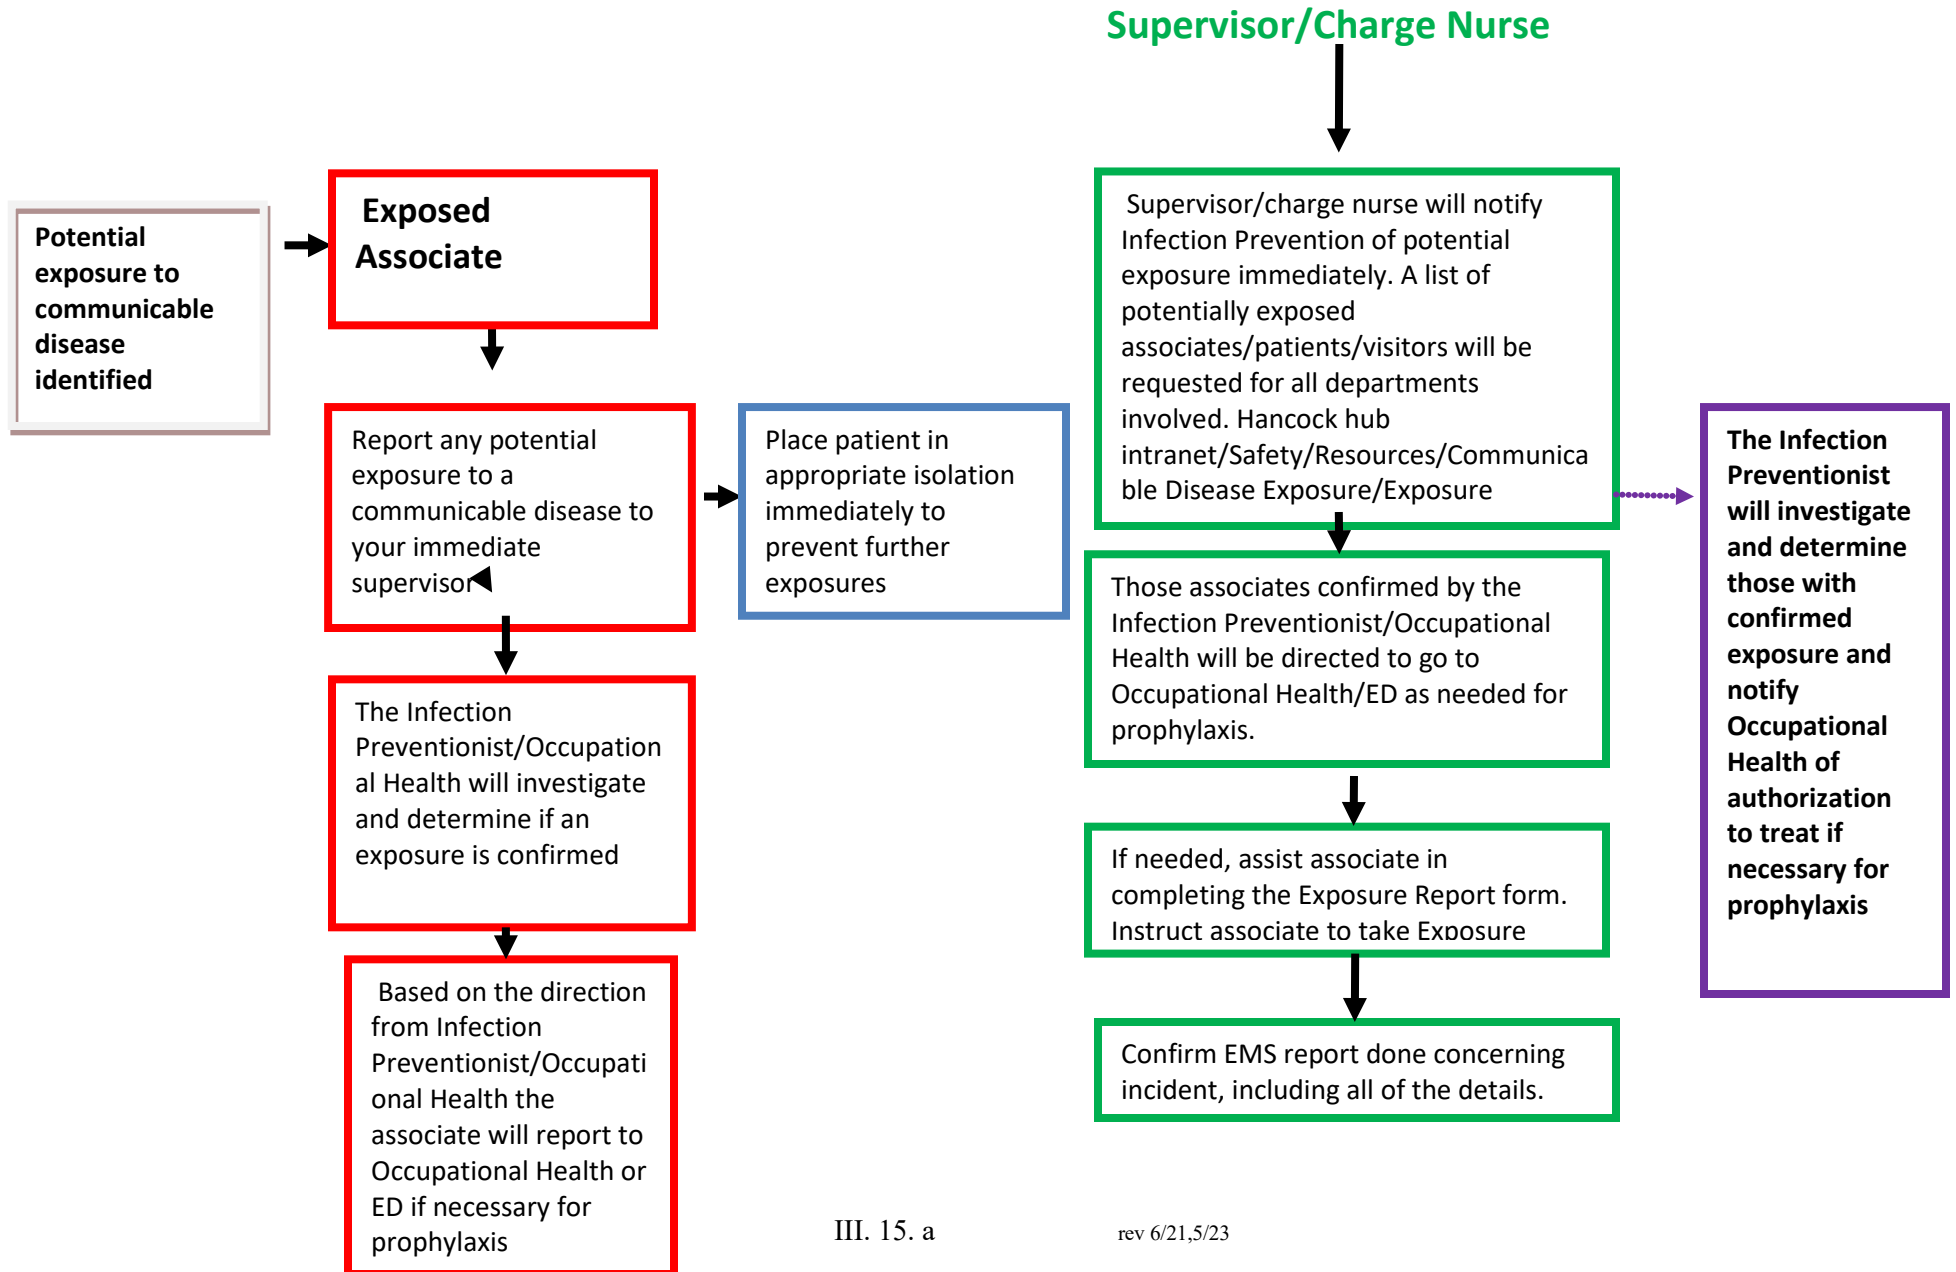 Supervisor/Charge Nurse
Potential
exposure to
communicable
disease
identified
Exposed
Associate
Report any potential
exposure to a
communicable disease to
your immediate
supervisor
Place patient in
appropriate isolation
immediately to
prevent further
exposures
The Infection
Preventionist/Occupation
al Health will investigate
and determine if an
exposure is confirmed
Based on the direction
from Infection
Preventionist/Occupati
onal Health the
associate will report to
Occupational Health or
ED if necessary for
prophylaxis
Supervisor/charge nurse will notify
Infection Prevention of potential
exposure immediately. A list of
potentially exposed
associates/patients/visitors will be
requested for all departments
involved. Hancock hub
intranet/Safety/Resources/Communica
ble Disease Exposure/Exposure
Those associates confirmed by the
Infection Preventionist/Occupational
Health will be directed to go to
Occupational Health/ED as needed for
prophylaxis.
If needed, assist associate in
completing the Exposure Report form.
Instruct associate to take Exposure
Confirm EMS report done concerning
incident, including all of the details.
The Infection
Preventionist
will investigate
and determine
those with
confirmed
exposure and
notify
Occupational
Health of
authorization
to treat if
necessary for
prophylaxis
III. 15. a
rev 6/21,5/23